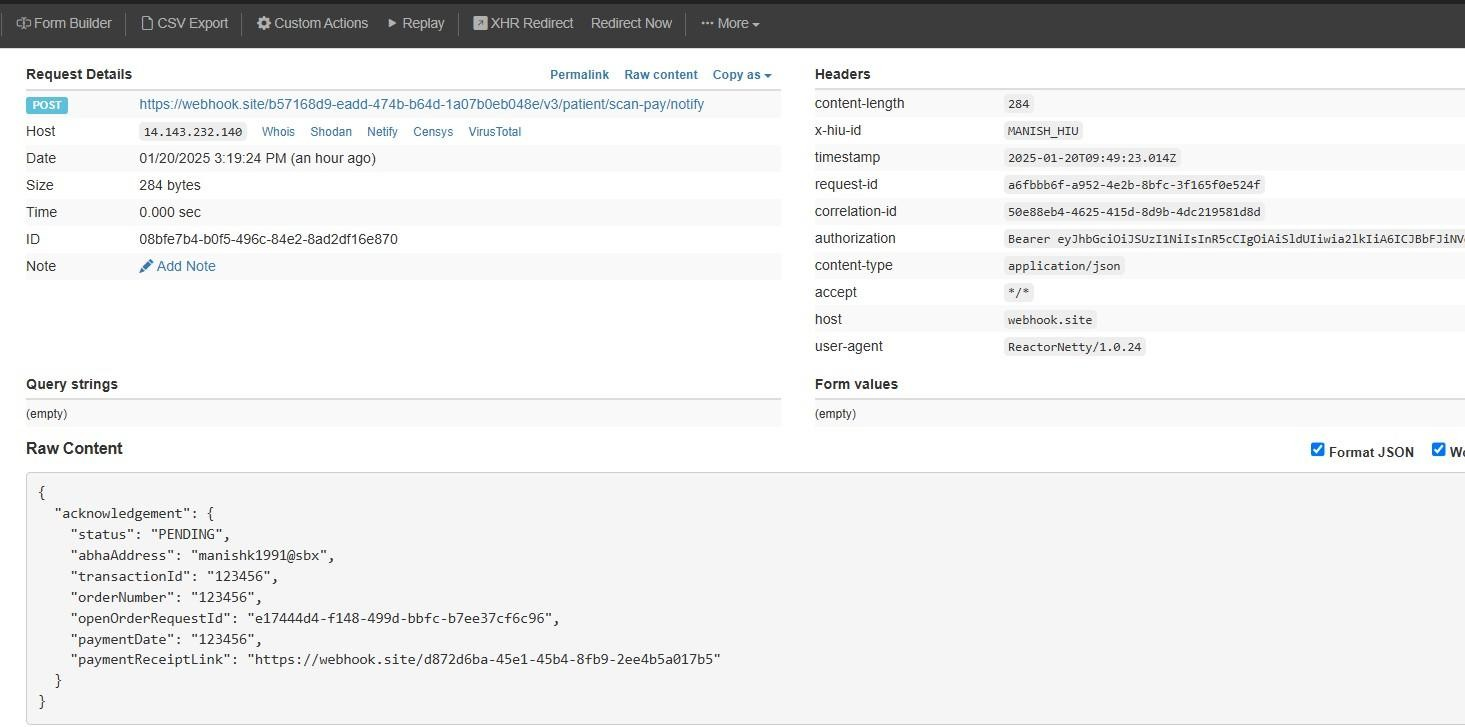 Form Builder CSV Export Custom Actions Replay XHR Redirect Redirect Now ··· More
Request Details Permalink Raw content Copy as
POST https://webhook.site/b57168d9-eadd-474b-b64d-1a07b0eb048e/v3/patient/scan-pay/notify
Host 14.143.232.140 Whois Shodan Netify Censys VirusTotal
Date 01/20/2025 3:19:24 PM (an hour ago)
Size 284 bytes
Time 0.000 sec
ID 08bfe7b4-b0f5-496c-84e2-8ad2df16e870
Note Add Note
Headers
content-length 284
x-hiu-id MANISH_HIU
timestamp 2025-01-20T09:49:23.014Z
request-id a6fbbb6f-a952-4e2b-8bfc-3f165f0e524f
correlation-id 50e88eb4-4625-415d-8d9b-4dc219581d8d
authorization Bearer eyJhbGciOiJSUzI1NiIsInR5cCIgOiAiSldUIiwia2lkIiA6ICJBbFJiNV
content-type application/json
accept */*
host webhook.site
user-agent ReactorNetty/1.0.24
Query strings
(empty)
Form values
(empty)
Raw Content Format JSON
{
"acknowledgement": {
"status": "PENDING",
"abhaAddress": "manishk1991@sbx",
"transactionId": "123456",
"orderNumber": "123456",
"openOrderRequestId": "e17444d4-f148-499d-bbfc-b7ee37cf6c96",
"paymentDate": "123456",
"paymentReceiptLink": "https://webhook.site/d872d6ba-45e1-45b4-8fb9-2ee4b5a017b5"
}
}